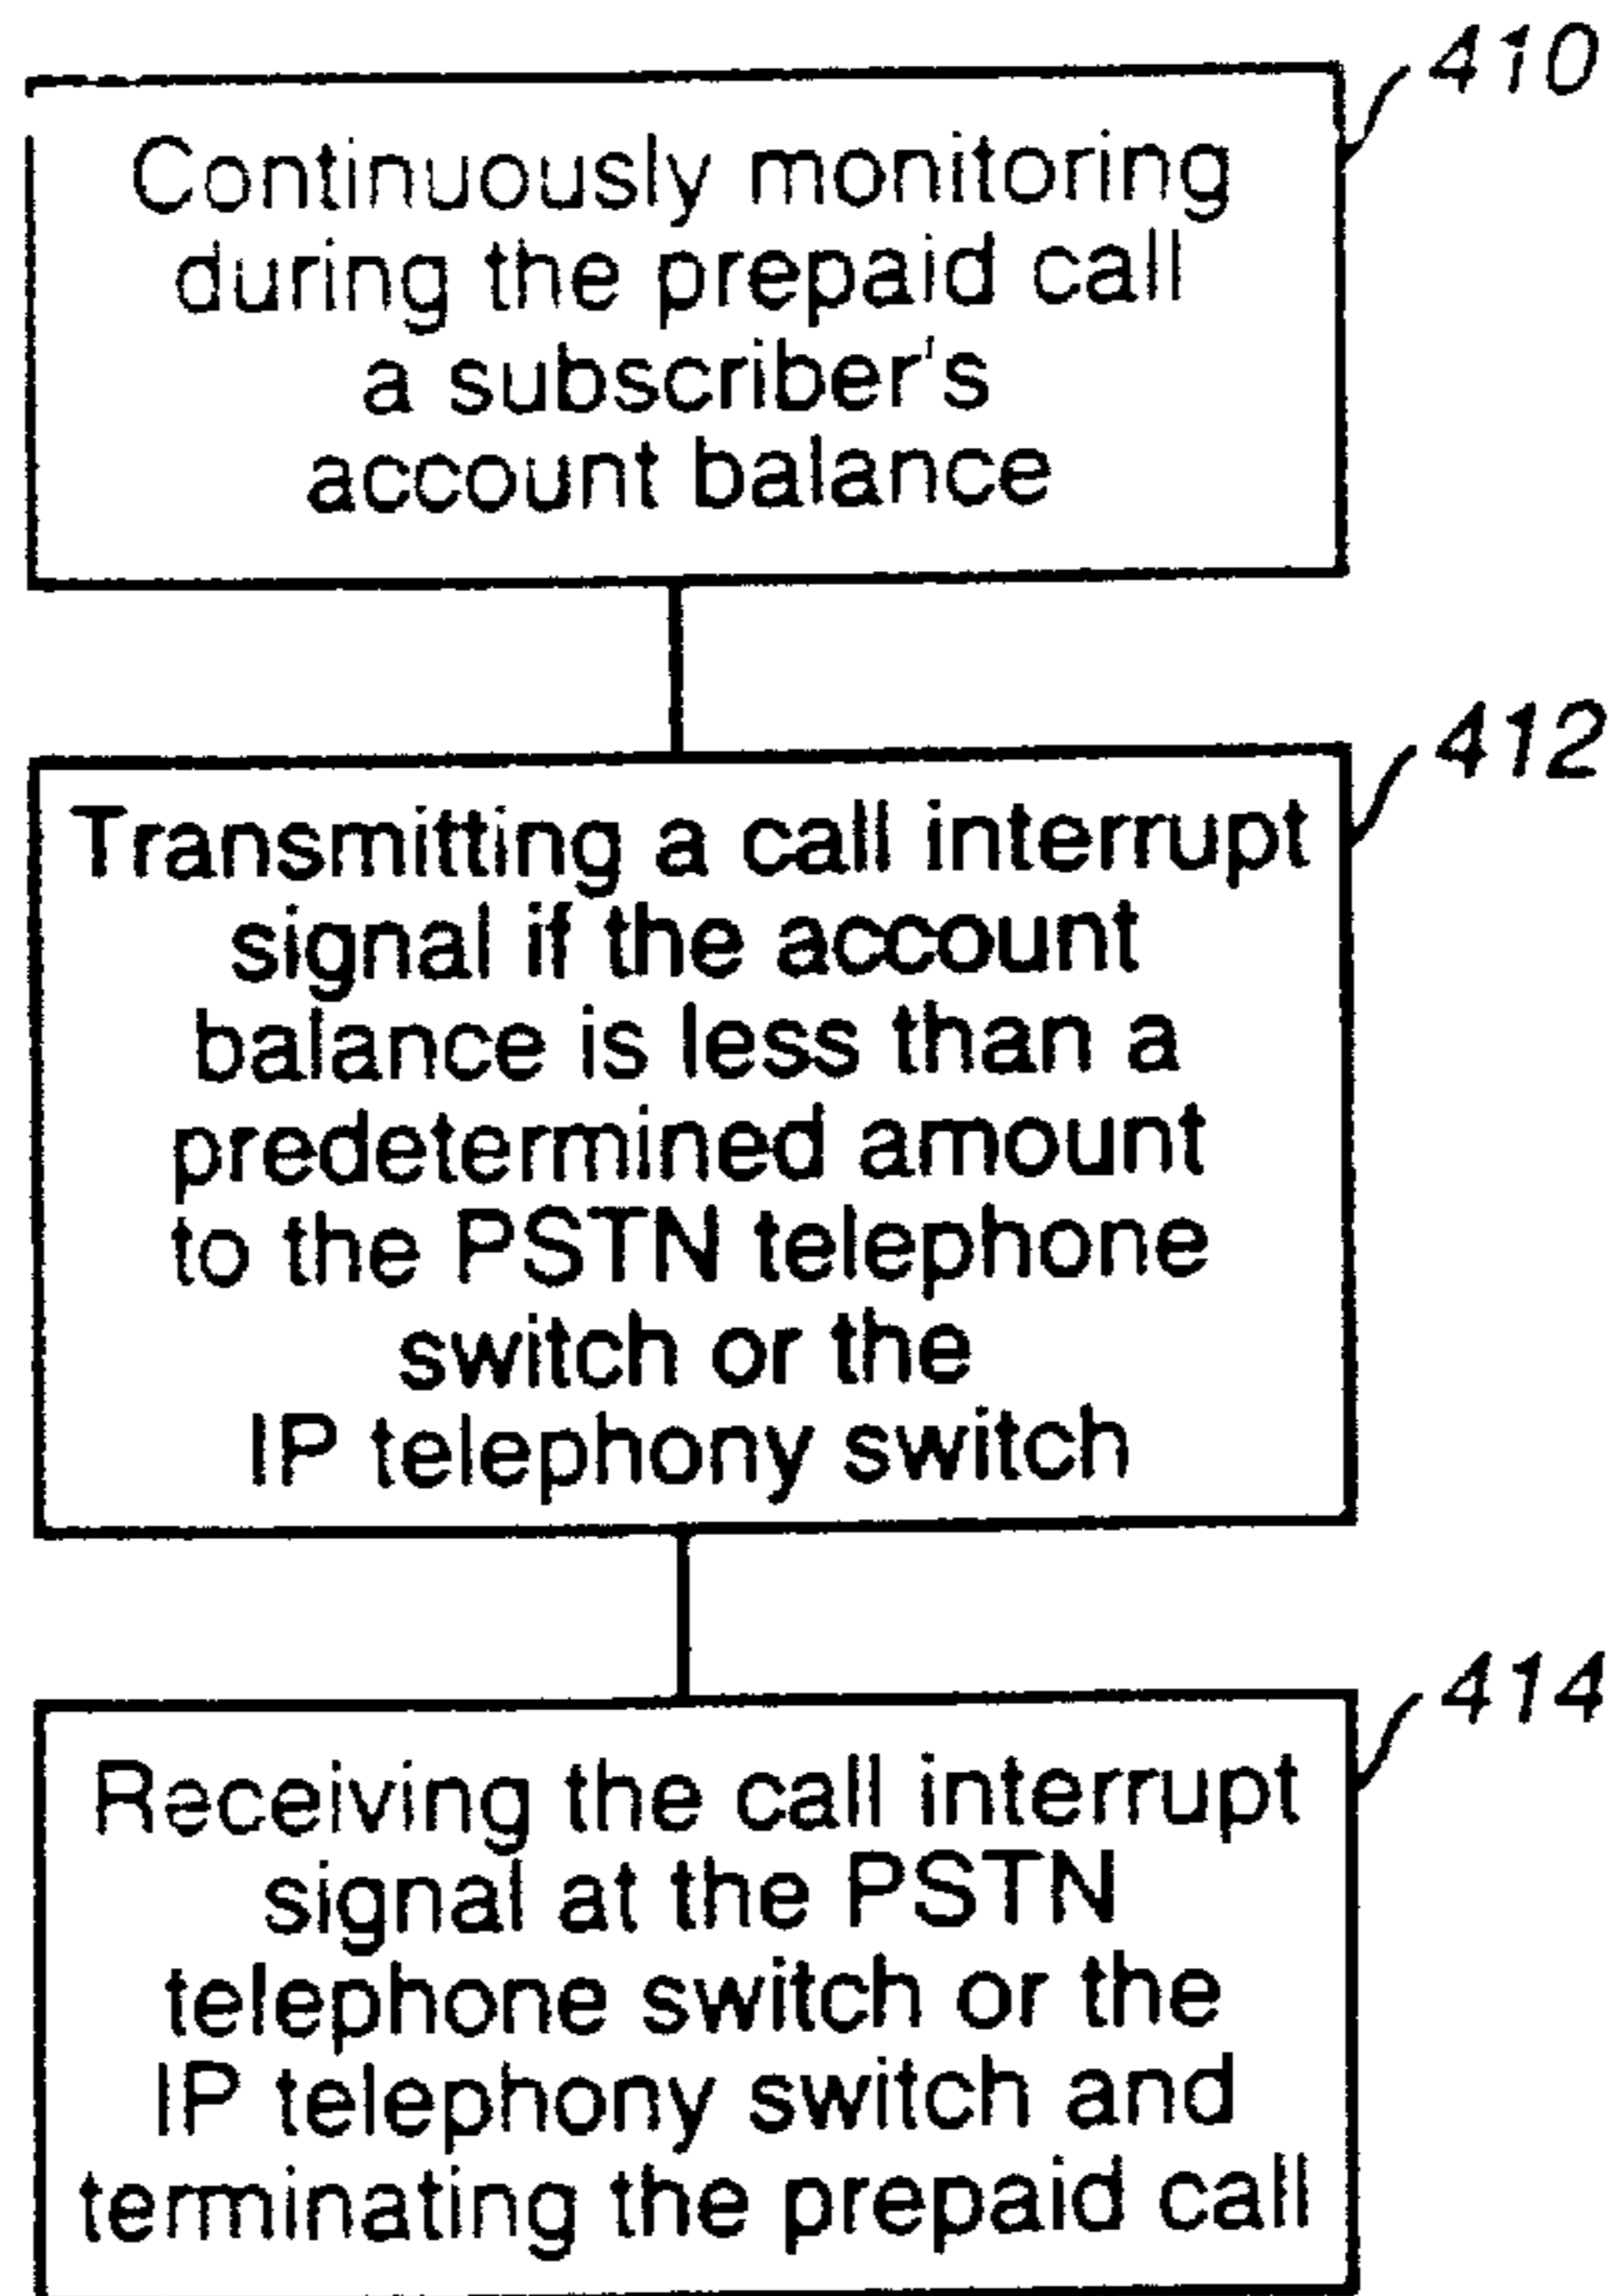 410
Continuously monitoring
during the prepaid call
a subscriber's
account balance
412
Transmitting a call interrupt
signal if the account
balance is less than a
predetermined amount
to the PSTN telephone
switch or the
IP telephony switch
414
Receiving the call interrupt
signal at the PSTN
telephone switch or the
IP telephony switch and
terminating the prepaid call